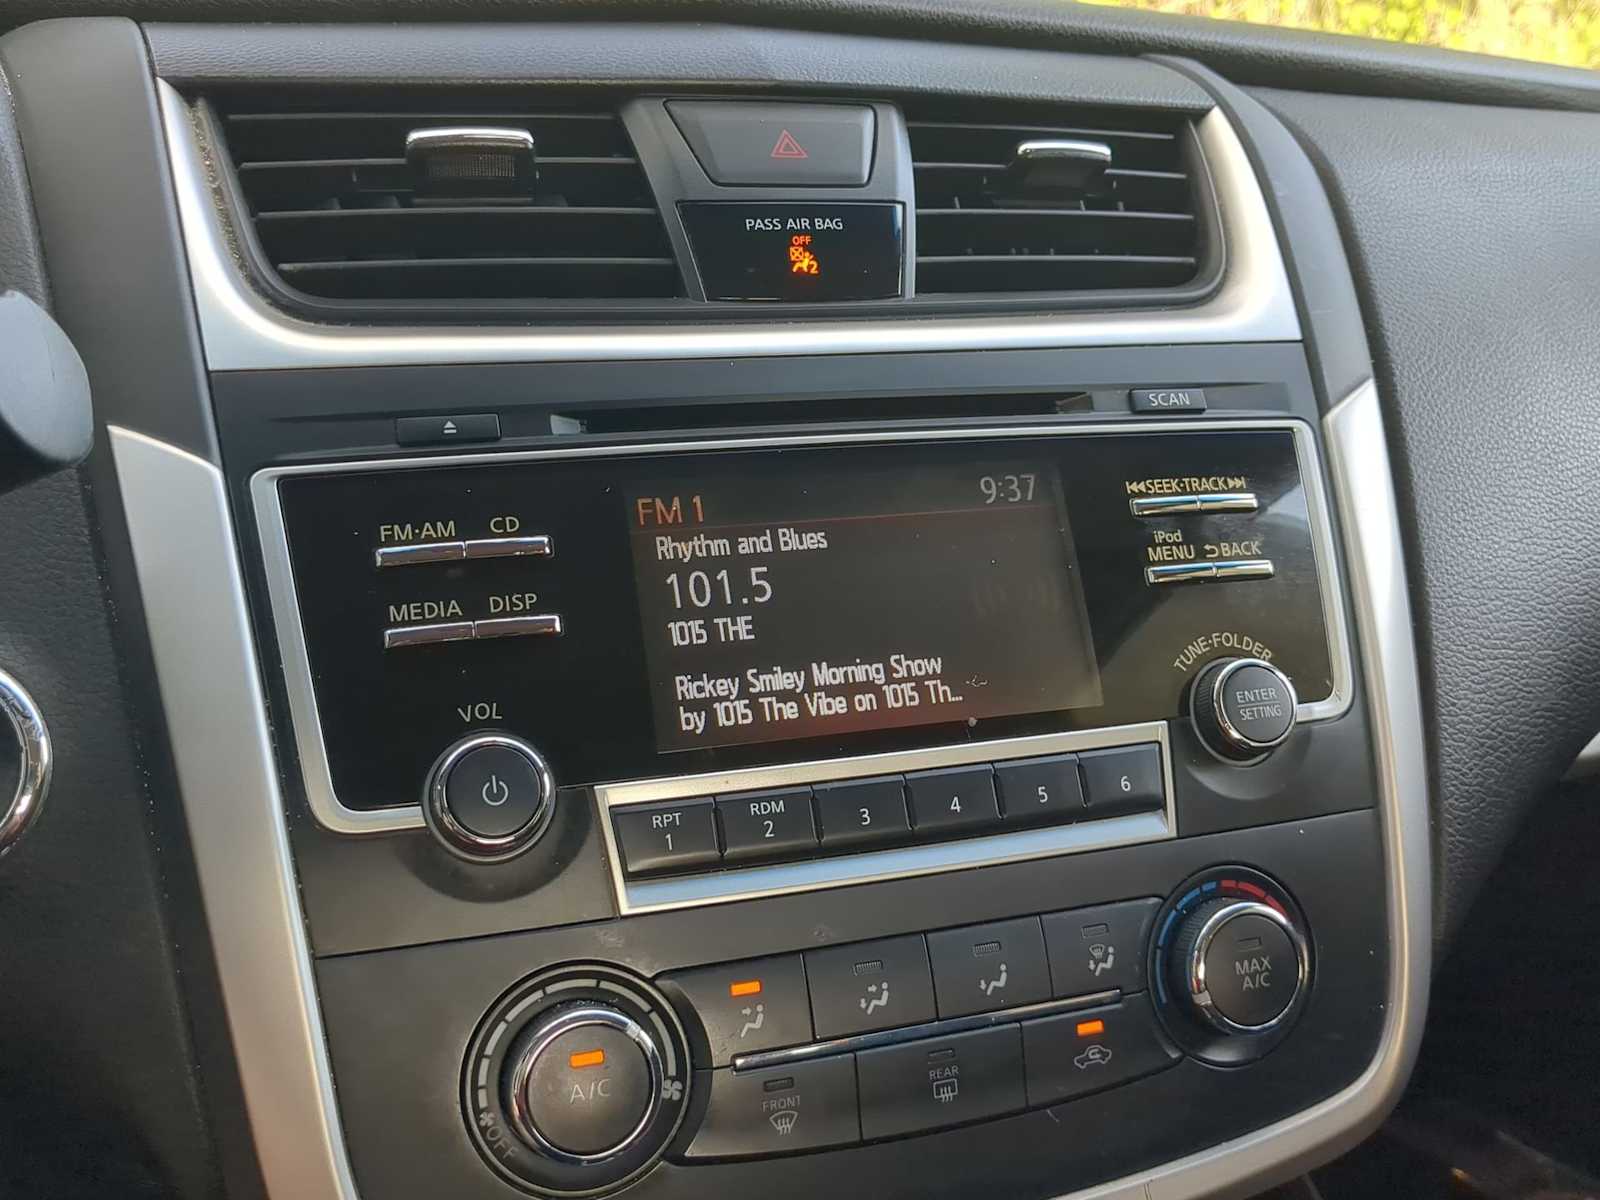 PASS AIR BAG
OFF
2
SCAN
FM 1 9:37
Rhythm and Blues
101.5
1015 THE
Rickey Smiley Morning Show
by 1015 The Vibe on 1015 Th...
FM·AM CD
MEDIA DISP
VOL
SEEK·TRACK
iPod
MENU BACK
TUNE·FOLDER
ENTER
SETTING
RPT
1
RDM
2
3
4
5
6
A/C
OFF
MAX
A/C
FRONT
REAR